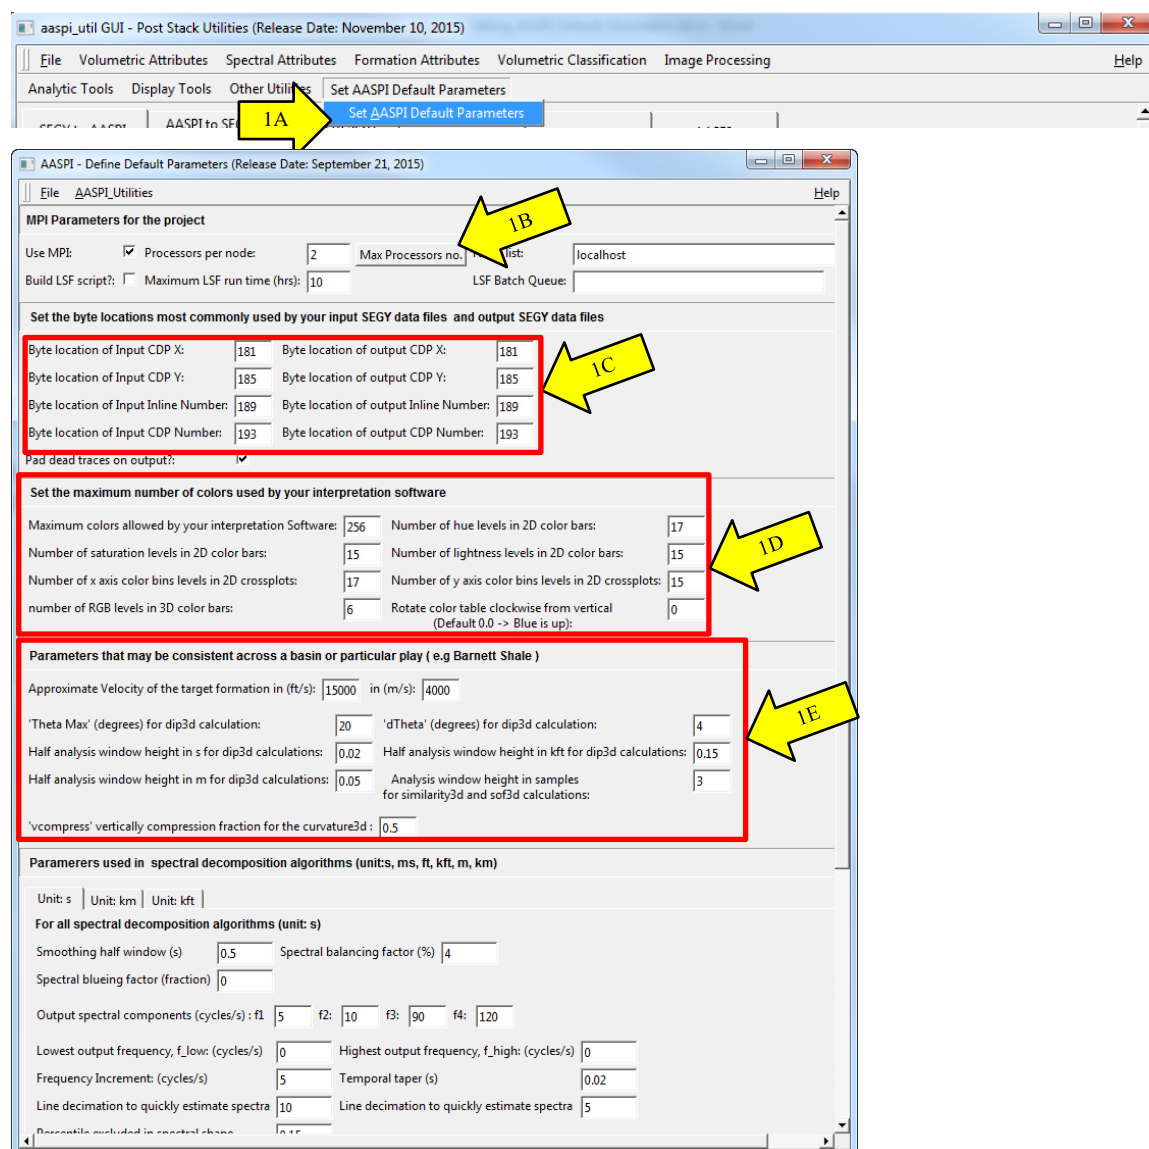 aaspi_util GUI - Post Stack Utilities (Release Date: November 10, 2015)
File Volumetric Attributes Spectral Attributes Formation Attributes Volumetric Classification Image Processing Help
Analytic Tools Display Tools Other Utilities Set AASPI Default Parameters
Set AASPI Default Parameters
1A
AASPI to
AASPI - Define Default Parameters (Release Date: September 21, 2015)
File AASPI_Utilities Help
1B
MPI Parameters for the project
Use MPI: Processors per node: 2 Max Processors no. list: localhost
Build LSF script?: Maximum LSF run time (hrs): 10 LSF Batch Queue:
Set the byte locations most commonly used by your input SEGY data files and output SEGY data files
Byte location of Input CDP X: 181 Byte location of output CDP X: 181
1C
Byte location of Input CDP Y: 185 Byte location of output CDP Y: 185
Byte location of Input Inline Number: 189 Byte location of output Inline Number: 189
Byte location of Input CDP Number: 193 Byte location of output CDP Number: 193
Pad dead traces on output?:
Set the maximum number of colors used by your interpretation software
Maximum colors allowed by your interpretation Software: 256 Number of hue levels in 2D color bars: 17
1D
Number of saturation levels in 2D color bars: 15 Number of lightness levels in 2D color bars: 15
Number of x axis color bins levels in 2D crossplots: 17 Number of y axis color bins levels in 2D crossplots: 15
number of RGB levels in 3D color bars: 6 Rotate color table clockwise from vertical 0
(Default 0.0 -> Blue is up):
Parameters that may be consistent across a basin or particular play ( e.g Barnett Shale )
Approximate Velocity of the target formation in (ft/s): 15000 in (m/s): 4000
1E
'Theta Max' (degrees) for dip3d calculation: 20 'dTheta' (degrees) for dip3d calculation: 4
Half analysis window height in s for dip3d calculations: 0.02 Half analysis window height in kft for dip3d calculations: 0.15
Half analysis window height in m for dip3d calculations: 0.05 Analysis window height in samples 3
for similarity3d and sof3d calculations:
'vcompress' vertically compression fraction for the curvature3d : 0.5
Paramerers used in spectral decomposition algorithms (unit:s, ms, ft, kft, m, km)
Unit: s Unit: km Unit: kft
For all spectral decomposition algorithms (unit: s)
Smoothing half window (s) 0.5 Spectral balancing factor (%) 4
Spectral blueing factor (fraction) 0
Output spectral components (cycles/s) : f1 5 f2: 10 f3: 90 f4: 120
Lowest output frequency, f_low: (cycles/s) 0 Highest output frequency, f_high: (cycles/s) 0
Frequency Increment: (cycles/s) 5 Temporal taper (s) 0.02
Line decimation to quickly estimate spectra 10 Line decimation to quickly estimate spectra 5
Percentile excluded in spectral shape 0.15